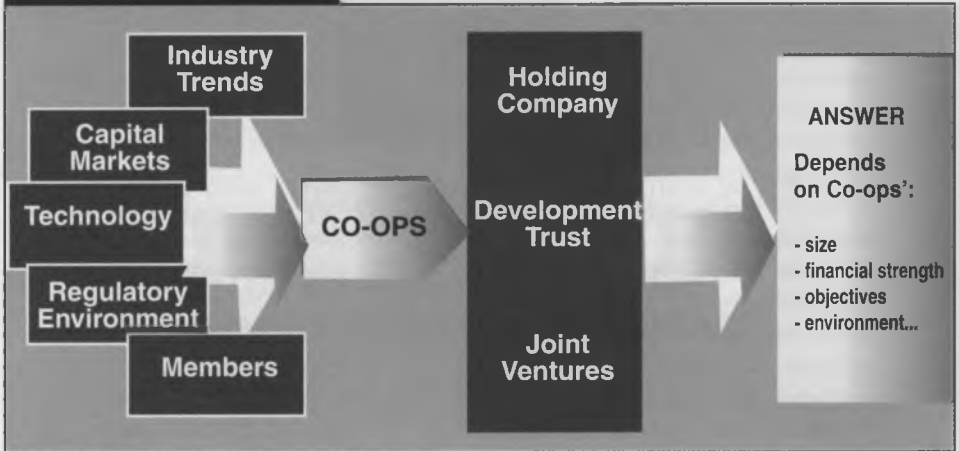 Industry
Trends
Capital
Markets
Technology
Regulatory
Environment
Members
CO-OPS
Holding
Company
Development
Trust
Joint
Ventures
ANSWER
Depends
on Co-ops':
- size
- financial strength
- objectives
- environment...